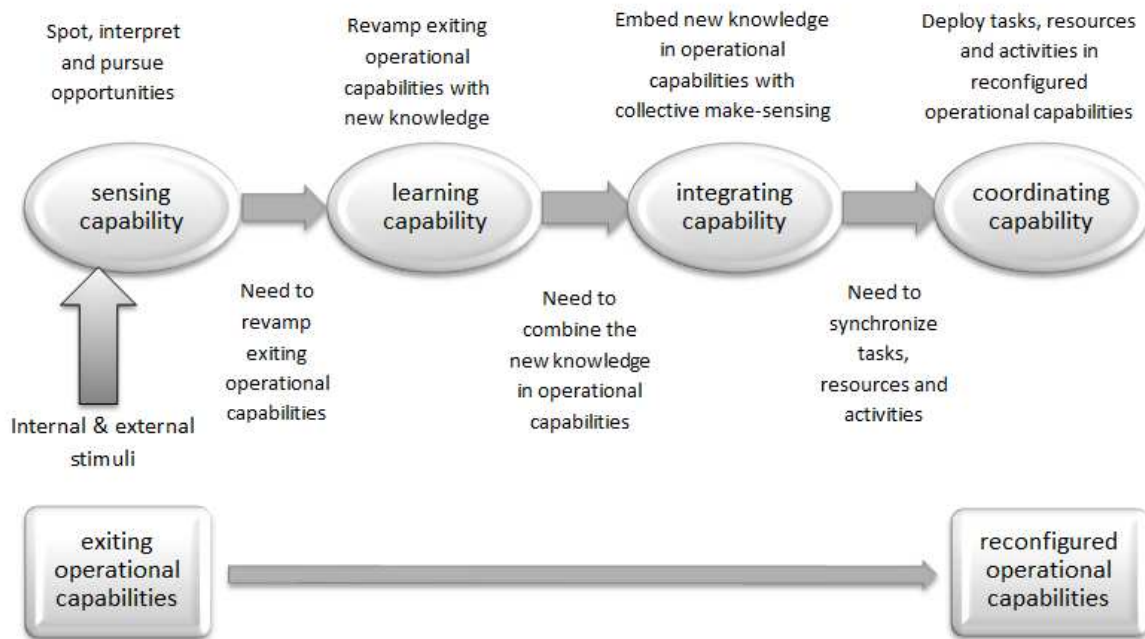 Spot, interpret
and pursue
opportunities
Revamp exiting
operational
capabilities with
new knowledge
Embed new knowledge
in operational
capabilities with
collective make-sensing
Deploy tasks, resources
and activities in
reconfigured
operational capabilities
sensing
capability
learning
capability
integrating
capability
coordinating
capability
Need to
revamp
exiting
operational
capabilities
Need to
combine the
new knowledge
in operational
capabilities
Need to
synchronize
tasks,
resources and
activities
Internal & external
stimuli
exiting
operational
capabilities
reconfigured
operational
capabilities